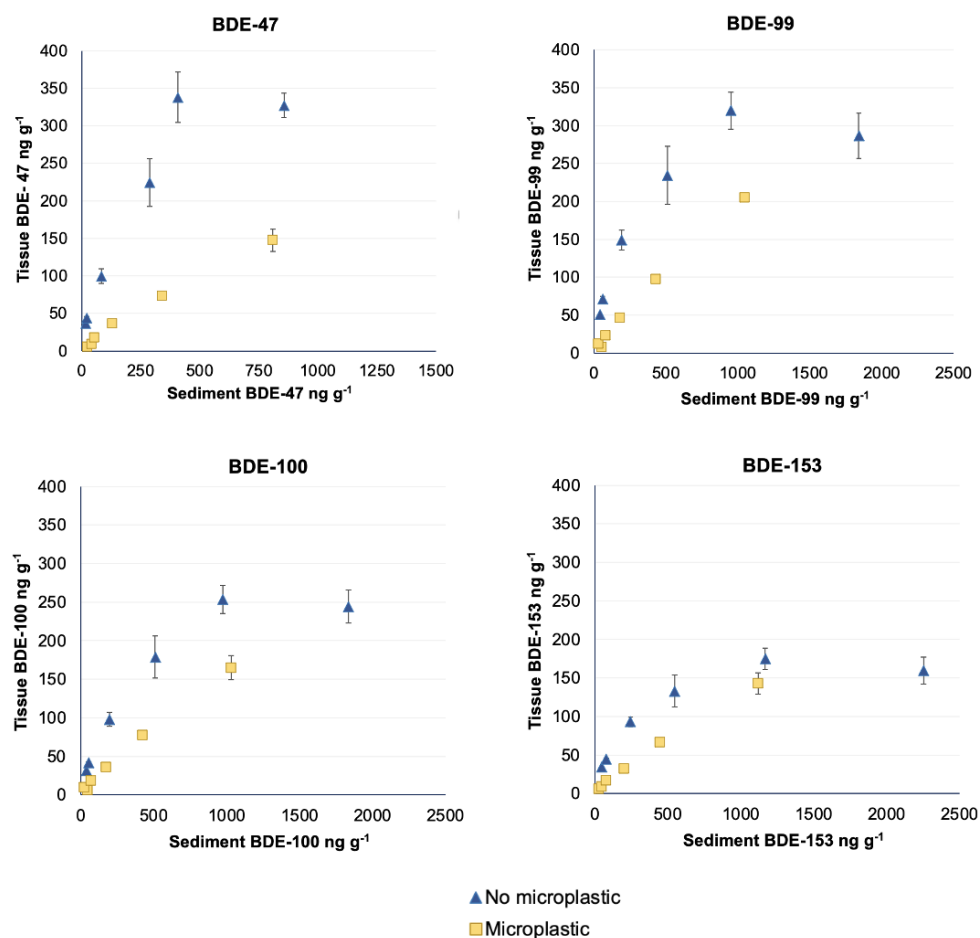 BDE-47
400
350
300
250
200
150
100
50
0
Tissue BDE- 47 ng g⁻¹
0 250 500 750 1000 1250 1500
Sediment BDE-47 ng g⁻¹
BDE-99
400
350
300
250
200
150
100
50
0
Tissue BDE-99 ng g⁻¹
0 500 1000 1500 2000 2500
Sediment BDE-99 ng g⁻¹
BDE-100
400
350
300
250
200
150
100
50
0
Tissue BDE-100 ng g⁻¹
0 500 1000 1500 2000 2500
Sediment BDE-100 ng g⁻¹
BDE-153
400
350
300
250
200
150
100
50
0
Tissue BDE-153 ng g⁻¹
0 500 1000 1500 2000 2500
Sediment BDE-153 ng g⁻¹
No microplastic
Microplastic